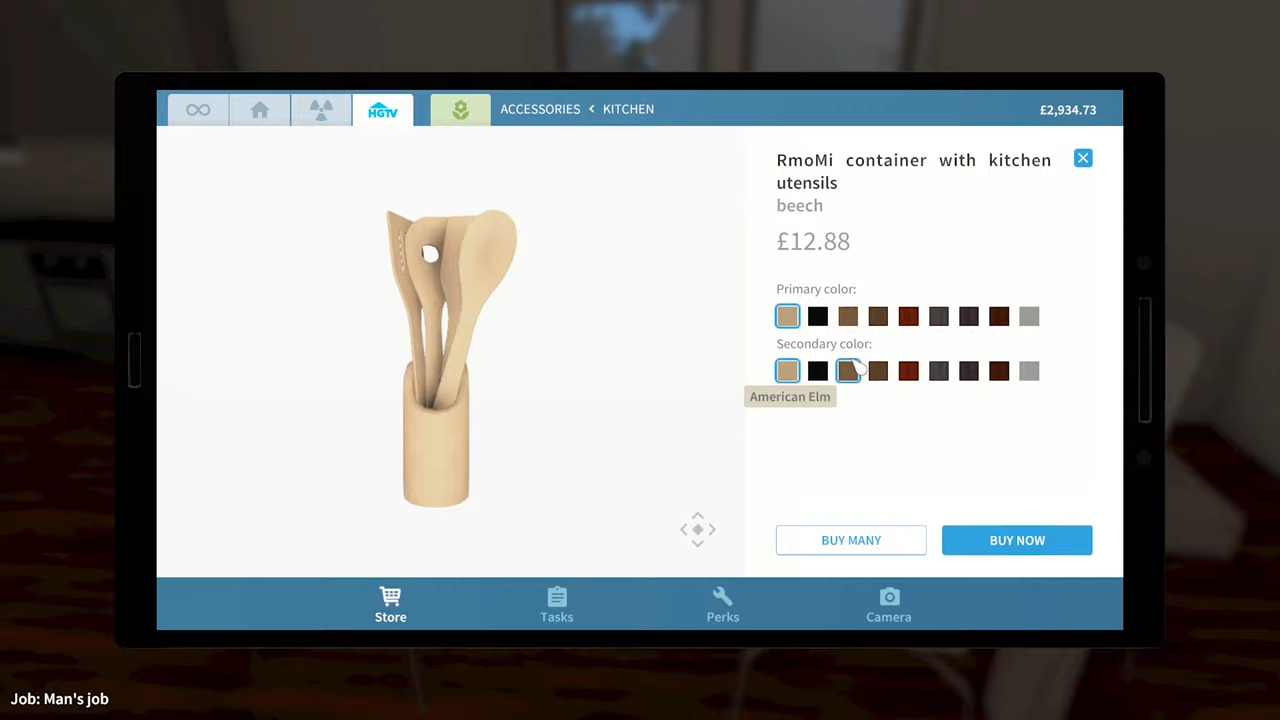 HGTV
ACCESSORIES < KITCHEN
£2,934.73
RmoMi container with kitchen
utensils
beech
£12.88
Primary color:
Secondary color:
American Elm
BUY MANY
BUY NOW
Store
Tasks
Perks
Camera
Job: Man's job